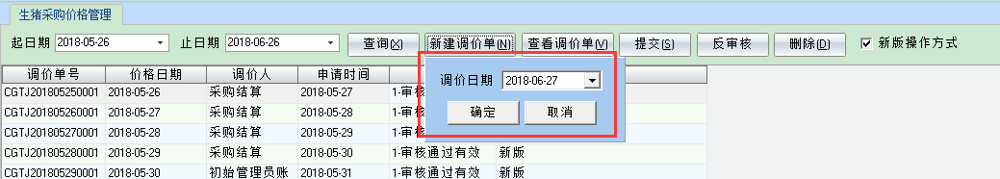 生猪采购价格管理
起日期 2018-05-26 止日期 2018-06-26 查询(X) 新建调价单(N) 查看调价单(V) 提交(S) 反审核 删除(D) 新版操作方式
调价单号 价格日期 调价人 申请时间
调价日期 2018-06-27
确定 取消
CGTJ201805250001 2018-05-26 采购结算 2018-05-27 1-审核
CGTJ201805260001 2018-05-27 采购结算 2018-05-28 1-审核
CGTJ201805270001 2018-05-28 采购结算 2018-05-29 1-审核
CGTJ201805280001 2018-05-29 采购结算 2018-05-30 1-审核通过有效 新版
CGTJ201805290001 2018-05-30 初始管理员账 2018-05-31 1-审核通过有效 新版